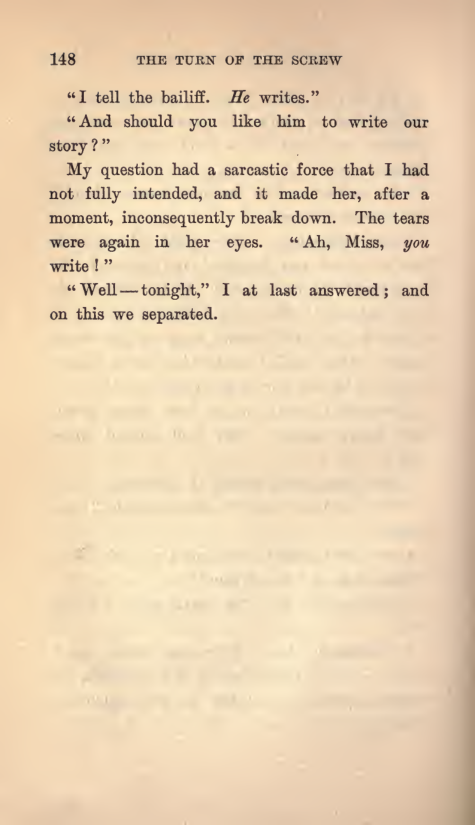 148 THE TURN OF THE SCREW
“I tell the bailiff. He writes.”
“And should you like him to write our
story?”
My question had a sarcastic force that I had
not fully intended, and it made her, after a
moment, inconsequently break down. The tears
were again in her eyes. “Ah, Miss, you
write!”
“Well—tonight,” I at last answered; and
on this we separated.